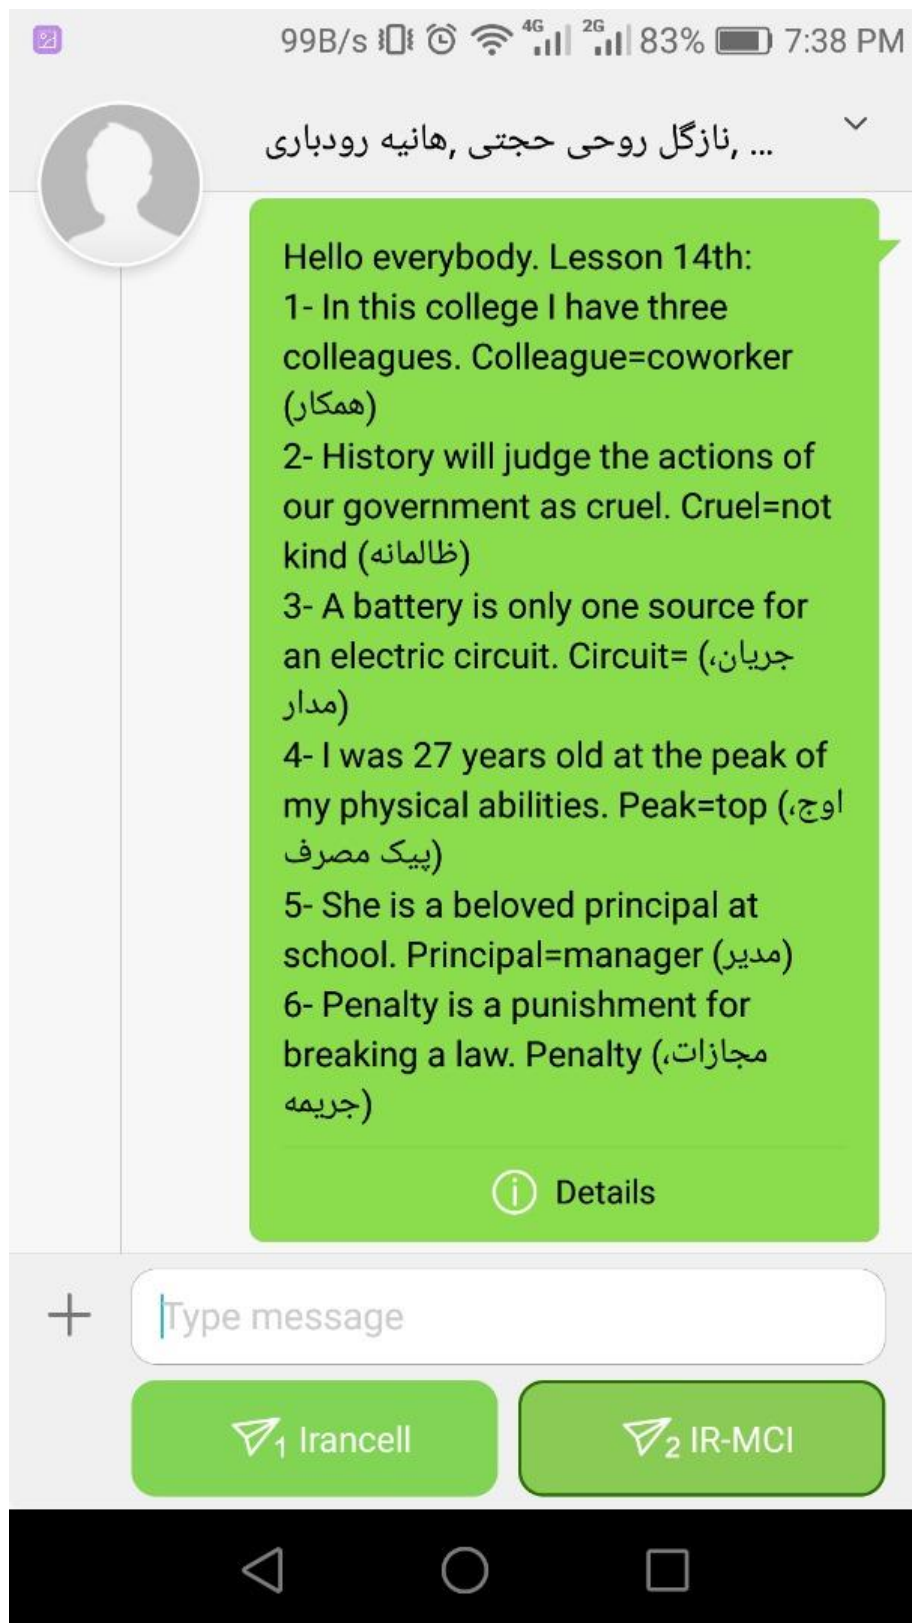 99B/s 4G 2G 83% 7:38 PM
نازگل روحی حجتی ,هانیه رودباری, ...
Hello everybody. Lesson 14th:
1- In this college I have three
colleagues. Colleague=coworker
(همکار)
2- History will judge the actions of
our government as cruel. Cruel=not
kind (ظالمانه)
3- A battery is only one source for
an electric circuit. Circuit= (جریان،
مدار)
4- I was 27 years old at the peak of
my physical abilities. Peak=top (اوج،
پیک مصرف)
5- She is a beloved principal at
school. Principal=manager (مدیر)
6- Penalty is a punishment for
breaking a law. Penalty (مجازات،
جریمه)
Details
Type message
1 Irancell
2 IR-MCI